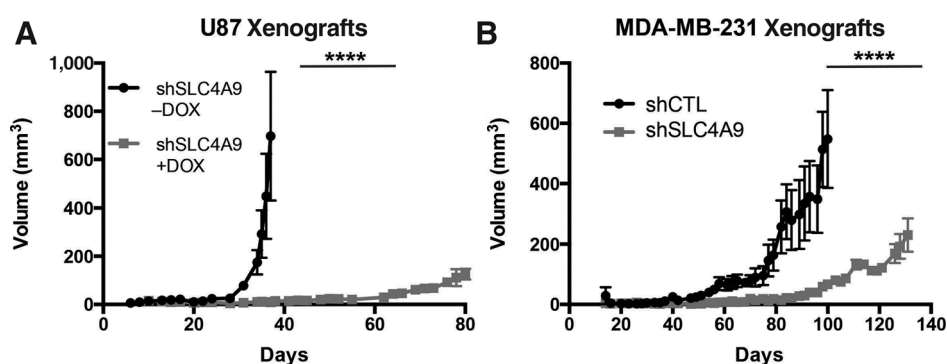 A
U87 Xenografts
****
1,000
800
600
400
200
0
Volume (mm³)
shSLC4A9
–DOX
shSLC4A9
+DOX
0 20 40 60 80
Days
B
MDA-MB-231 Xenografts
****
800
600
400
200
0
Volume (mm³)
shCTL
shSLC4A9
0 20 40 60 80 100 120 140
Days